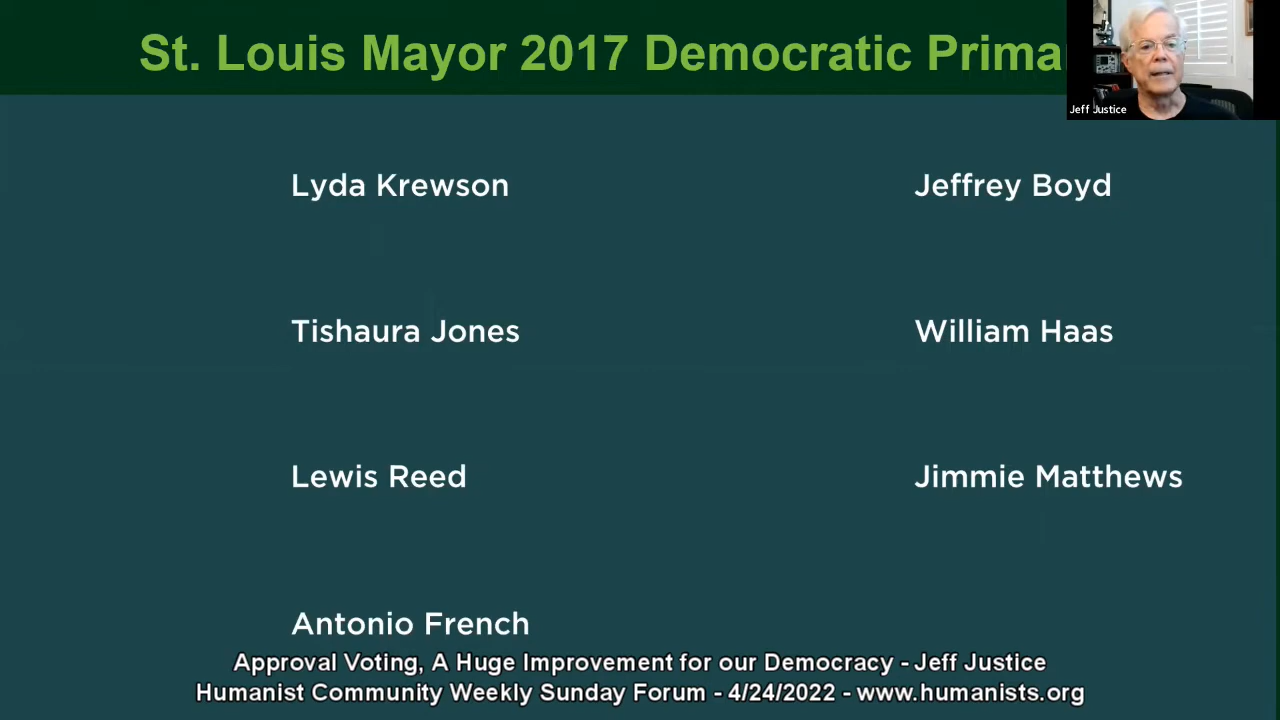 St. Louis Mayor 2017 Democratic Prima
Jeff Justice
Lyda Krewson
Jeffrey Boyd
Tishaura Jones
William Haas
Lewis Reed
Jimmie Matthews
Antonio French
Approval Voting, A Huge Improvement for our Democracy - Jeff Justice
Humanist Community Weekly Sunday Forum - 4/24/2022 - www.humanists.org